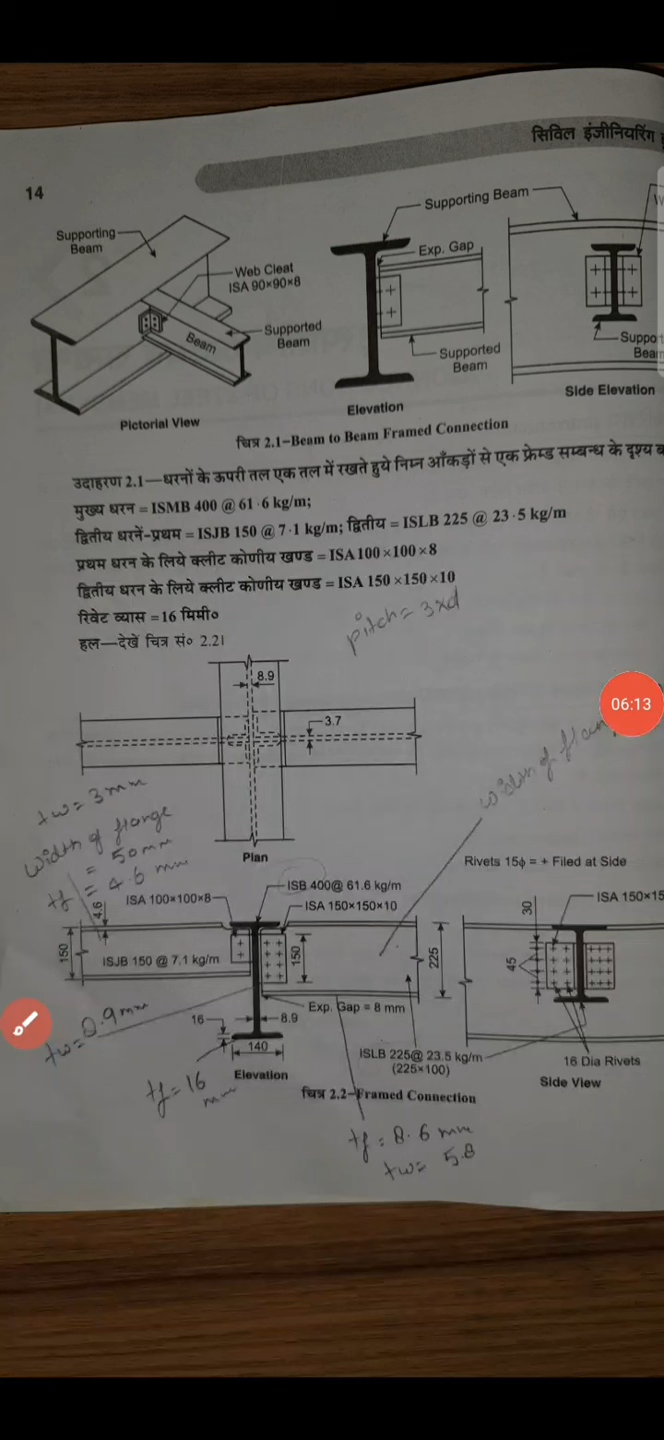 सिविल इंजीनियरिंग
14
Supporting
Beam
Web Cleat
ISA 90×90×8
Beam
Supported
Beam
Pictorial View
Supporting Beam
Exp. Gap
Supported
Beam
Elevation
Side Elevation
चित्र 2.1–Beam to Beam Framed Connection
उदाहरण 2.1—धरनों के ऊपरी तल एक तल में रखते हुये निम्न आँकड़ों से एक फ्रेम्ड सम्बन्ध के दृश्य
मुख्य धरन = ISMB 400 @ 61·6 kg/m;
द्वितीय धरनें-प्रथम = ISJB 150 @ 7·1 kg/m; द्वितीय = ISLB 225 @ 23·5 kg/m
प्रथम धरन के लिये क्लीट कोणीय खण्ड = ISA 100×100×8
द्वितीय धरन के लिये क्लीट कोणीय खण्ड = ISA 150×150×10
रिवेट व्यास = 16 मिमी०
pitch = 3xd
हल—देखें चित्र सं० 2.2।
8.9
3.7
06:13
Plan
tw = 3mm
width of flange
= 50mm
tf = 4.6 mm
width of
Rivets 15ϕ = + Filed at Side
ISB 400@ 61.6 kg/m
ISA 100×100×8
ISA 150×150×10
4.6
150
ISJB 150 @ 7.1 kg/m
150
225
Exp. Gap = 8 mm
16
8.9
140
Elevation
ISLB 225@ 23.5 kg/m
(225×100)
30
45
ISA 150×15
16 Dia Rivets
Side View
चित्र 2.2–Framed Connection
tf = 16
mm
tf = 8.6 mm
tw = 5.8